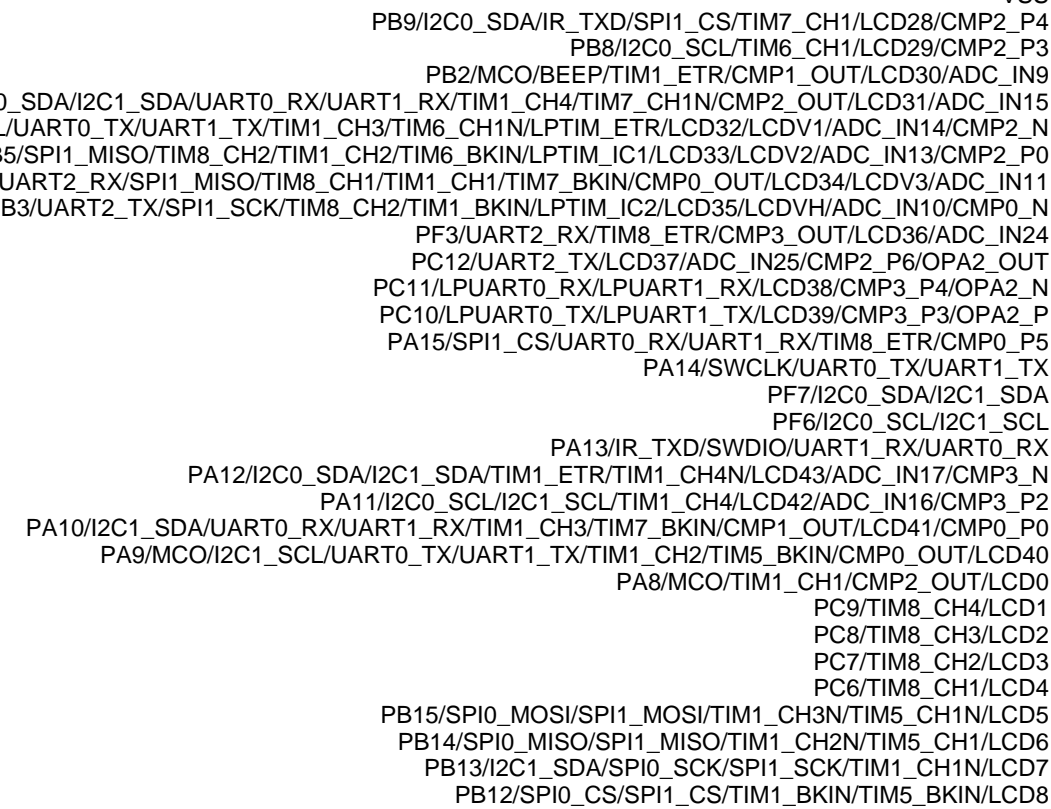 VSS
PB9/I2C0_SDA/IR_TXD/SPI1_CS/TIM7_CH1/LCD28/CMP2_P4
PB8/I2C0_SCL/TIM6_CH1/LCD29/CMP2_P3
PB2/MCO/BEEP/TIM1_ETR/CMP1_OUT/LCD30/ADC_IN9
0_SDA/I2C1_SDA/UART0_RX/UART1_RX/TIM1_CH4/TIM7_CH1N/CMP2_OUT/LCD31/ADC_IN15
/UART0_TX/UART1_TX/TIM1_CH3/TIM6_CH1N/LPTIM_ETR/LCD32/LCDV1/ADC_IN14/CMP2_N
5/SPI1_MISO/TIM8_CH2/TIM1_CH2/TIM6_BKIN/LPTIM_IC1/LCD33/LCDV2/ADC_IN13/CMP2_P0
UART2_RX/SPI1_MISO/TIM8_CH1/TIM1_CH1/TIM7_BKIN/CMP0_OUT/LCD34/LCDV3/ADC_IN11
B3/UART2_TX/SPI1_SCK/TIM8_CH2/TIM1_BKIN/LPTIM_IC2/LCD35/LCDVH/ADC_IN10/CMP0_N
PF3/UART2_RX/TIM8_ETR/CMP3_OUT/LCD36/ADC_IN24
PC12/UART2_TX/LCD37/ADC_IN25/CMP2_P6/OPA2_OUT
PC11/LPUART0_RX/LPUART1_RX/LCD38/CMP3_P4/OPA2_N
PC10/LPUART0_TX/LPUART1_TX/LCD39/CMP3_P3/OPA2_P
PA15/SPI1_CS/UART0_RX/UART1_RX/TIM8_ETR/CMP0_P5
PA14/SWCLK/UART0_TX/UART1_TX
PF7/I2C0_SDA/I2C1_SDA
PF6/I2C0_SCL/I2C1_SCL
PA13/IR_TXD/SWDIO/UART1_RX/UART0_RX
PA12/I2C0_SDA/I2C1_SDA/TIM1_ETR/TIM1_CH4N/LCD43/ADC_IN17/CMP3_N
PA11/I2C0_SCL/I2C1_SCL/TIM1_CH4/LCD42/ADC_IN16/CMP3_P2
PA10/I2C1_SDA/UART0_RX/UART1_RX/TIM1_CH3/TIM7_BKIN/CMP1_OUT/LCD41/CMP0_P0
PA9/MCO/I2C1_SCL/UART0_TX/UART1_TX/TIM1_CH2/TIM5_BKIN/CMP0_OUT/LCD40
PA8/MCO/TIM1_CH1/CMP2_OUT/LCD0
PC9/TIM8_CH4/LCD1
PC8/TIM8_CH3/LCD2
PC7/TIM8_CH2/LCD3
PC6/TIM8_CH1/LCD4
PB15/SPI0_MOSI/SPI1_MOSI/TIM1_CH3N/TIM5_CH1N/LCD5
PB14/SPI0_MISO/SPI1_MISO/TIM1_CH2N/TIM5_CH1/LCD6
PB13/I2C1_SDA/SPI0_SCK/SPI1_SCK/TIM1_CH1N/LCD7
PB12/SPI0_CS/SPI1_CS/TIM1_BKIN/TIM5_BKIN/LCD8